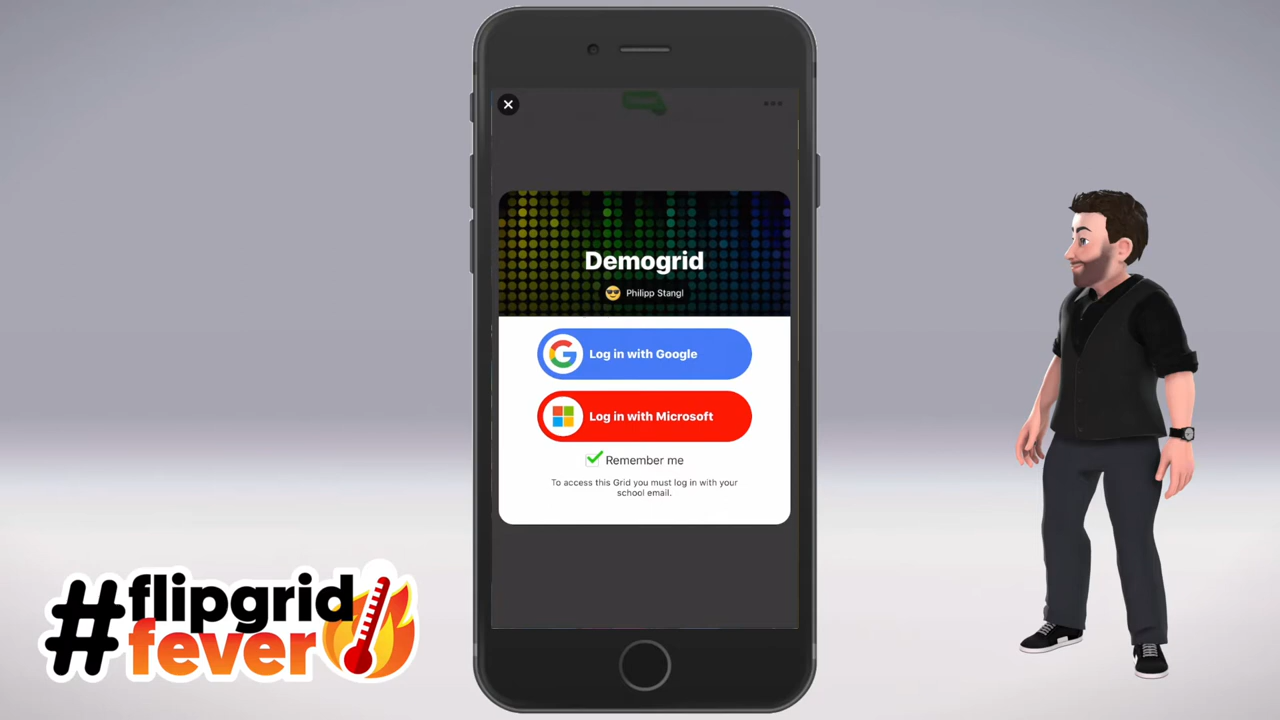 Demogrid
Philipp Stangl
Log in with Google
Log in with Microsoft
Remember me
To access this Grid you must log in with your
school email.
#flipgrid
fever